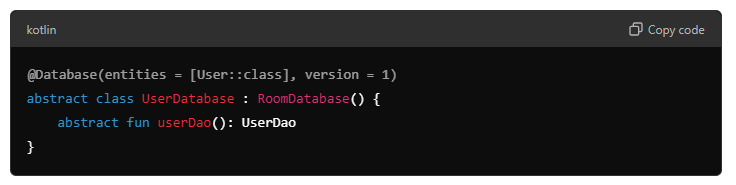 kotlin
Copy code
@Database(entities = [User::class], version = 1)
abstract class UserDatabase : RoomDatabase() {
    abstract fun userDao(): UserDao
}